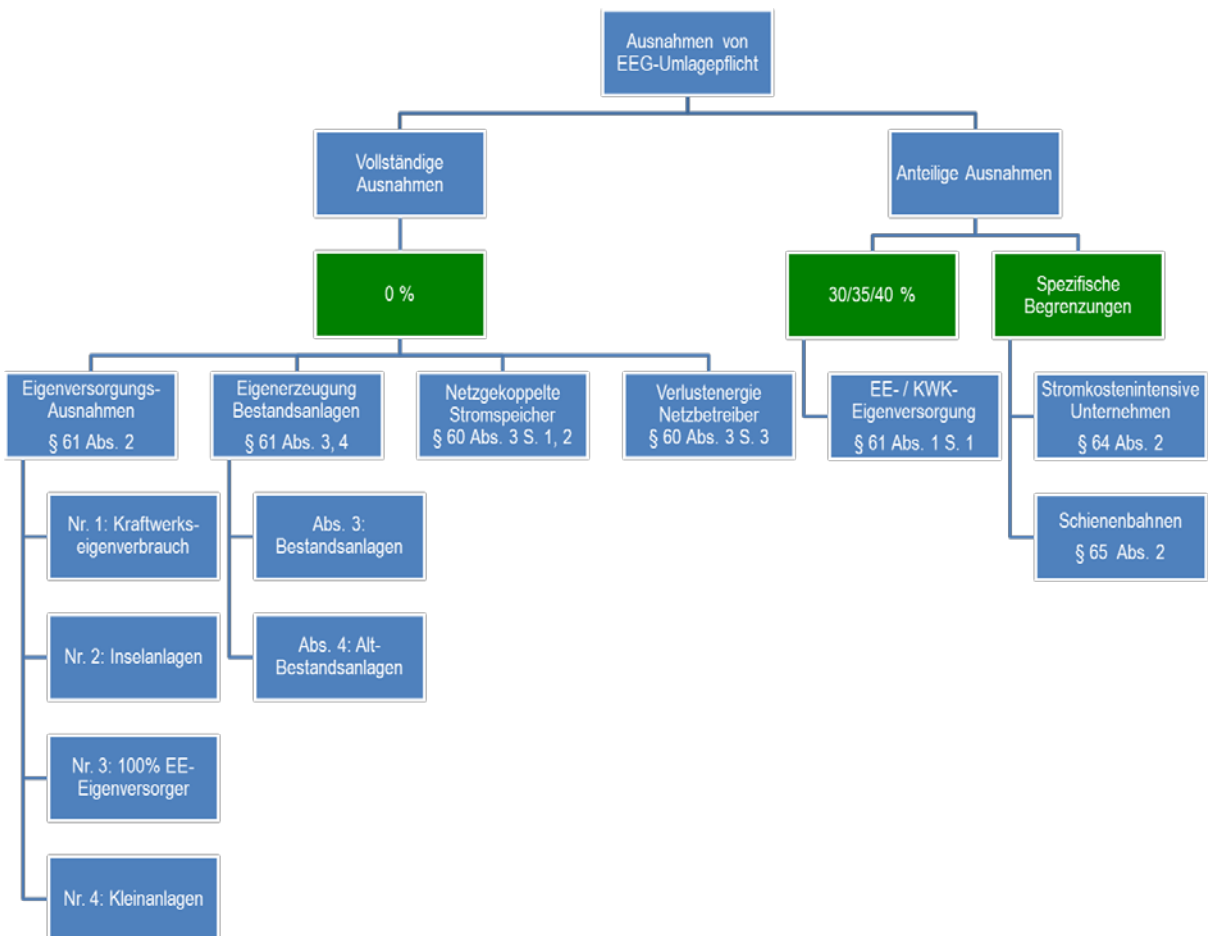 Ausnahmen von
EEG-Umlagepflicht
Vollständige
Ausnahmen
Anteilige Ausnahmen
0 %
30/35/40 %
Spezifische
Begrenzungen
Eigenversorgungs-
Ausnahmen
§ 61 Abs. 2
Eigenerzeugung
Bestandsanlagen
§ 61 Abs. 3, 4
Netzgekoppelte
Stromspeicher
§ 60 Abs. 3 S. 1, 2
Verlustenergie
Netzbetreiber
§ 60 Abs. 3 S. 3
EE- / KWK-
Eigenversorgung
§ 61 Abs. 1 S. 1
Stromkostenintensive
Unternehmen
§ 64 Abs. 2
Nr. 1: Kraftwerks-
eigenverbrauch
Abs. 3:
Bestandsanlagen
Schienenbahnen
§ 65 Abs. 2
Nr. 2: Inselanlagen
Abs. 4: Alt-
Bestandsanlagen
Nr. 3: 100% EE-
Eigenversorger
Nr. 4: Kleinanlagen